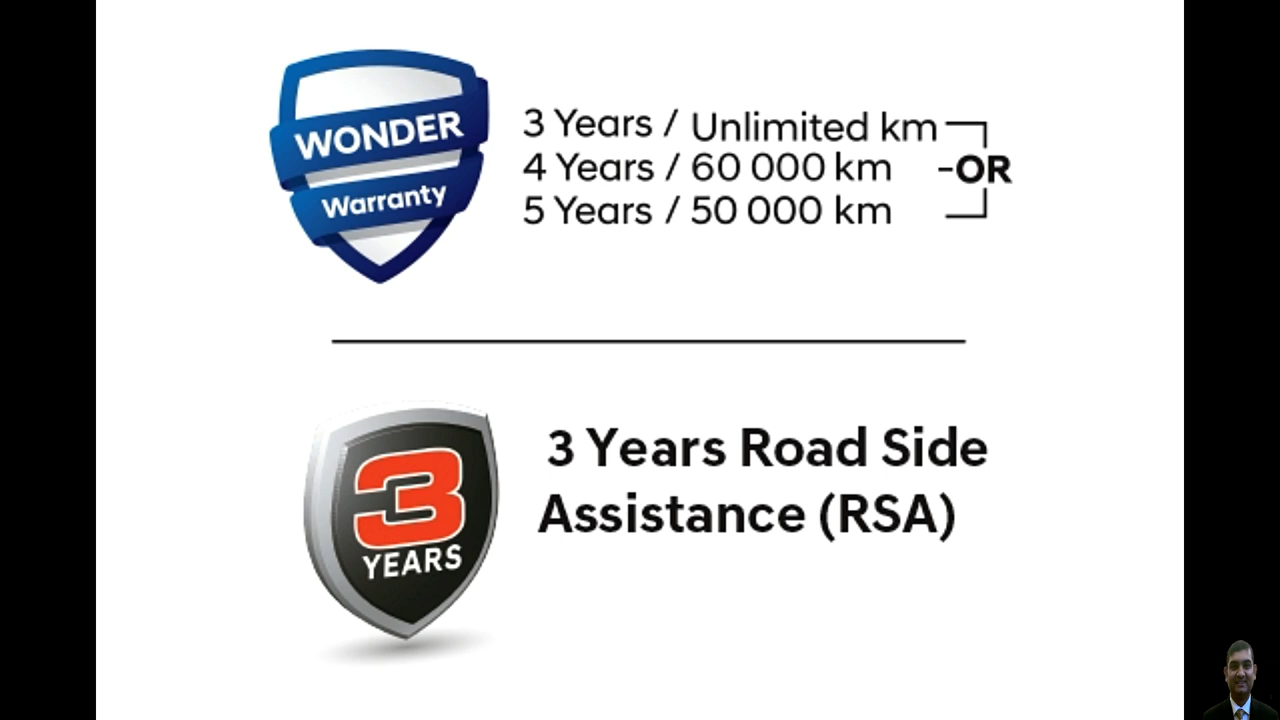 WONDER
Warranty
3 Years / Unlimited km
4 Years / 60 000 km
5 Years / 50 000 km
-OR
3
YEARS
3 Years Road Side
Assistance (RSA)